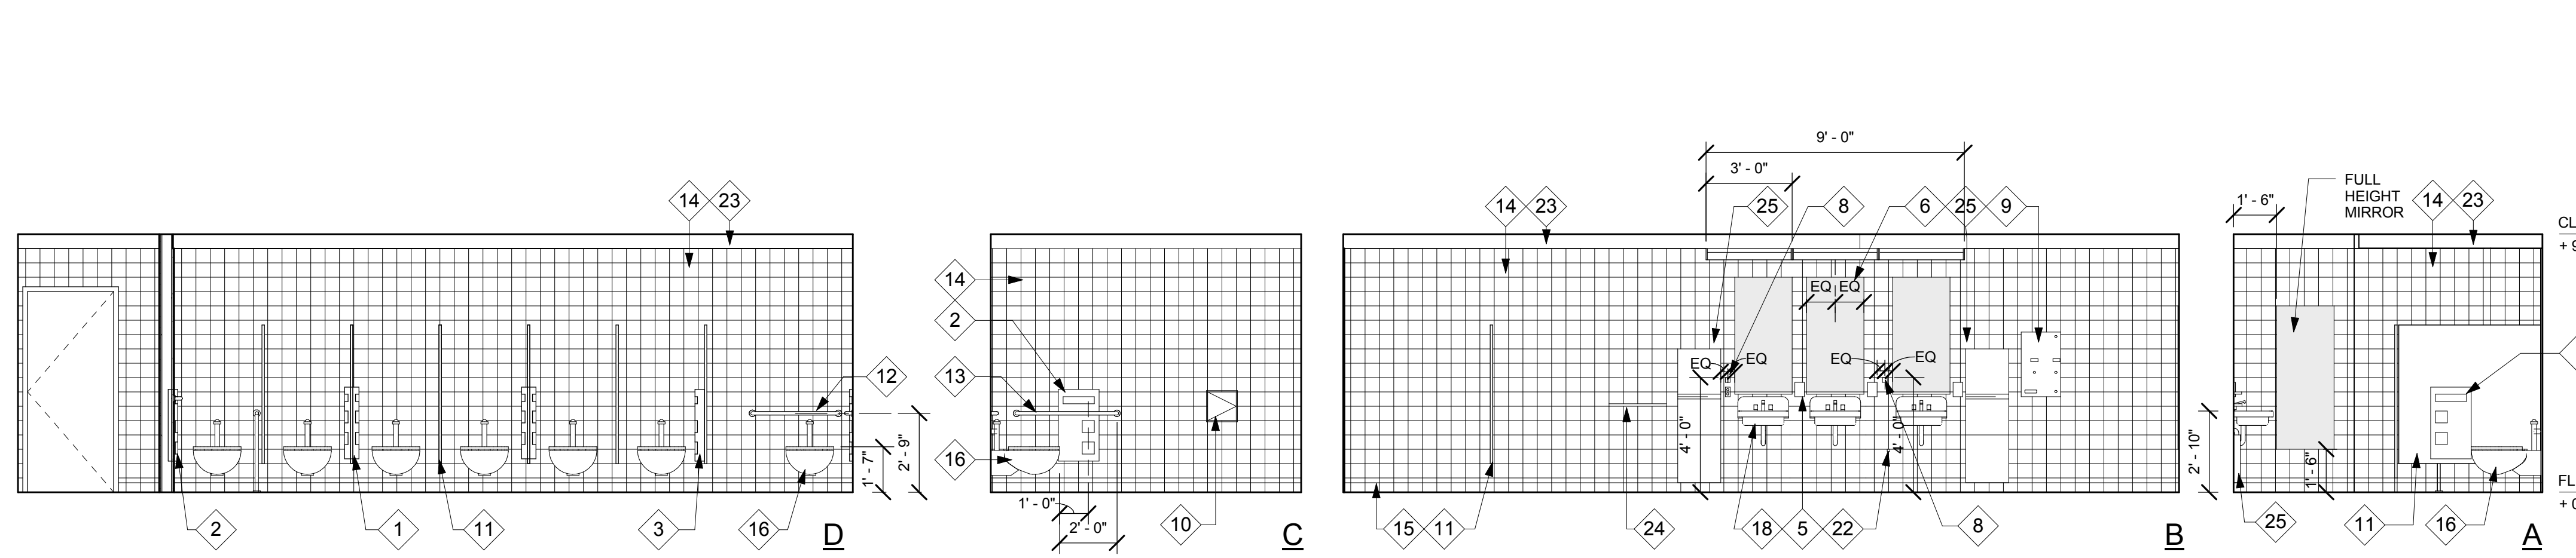 14 23
12
1' - 7"
2' - 9"
2
1
11
3
16
D
14
2
13
16
1' - 0"
2' - 0"
10
C
9' - 0"
3' - 0"
14 23
25
8
6 25 9
EQ EQ
EQ EQ
EQ EQ
4' - 0"
4' - 0"
15 11
24
18 5 22
8
B
1' - 6"
FULL
HEIGHT
MIRROR
14 23
2' - 10"
1' - 6"
25
11
16
A
CL
+ 9
FL